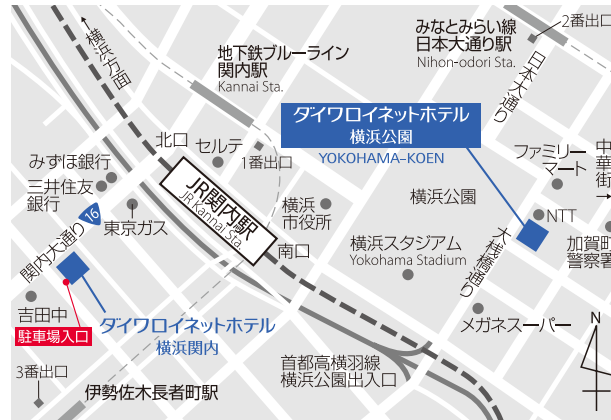 ←横浜方面
地下鉄ブルーライン
関内駅
Kannai Sta.
みなとみらい線
日本大通り駅
Nihon-odori Sta.
2番出口
日本大通り
ダイワロイネットホテル
横浜公園
YOKOHAMA-KOEN
北口
セルテ
1番出口
みずほ銀行
三井住友
銀行
東京ガス
16
関内大通り
JR関内駅
JR Kannai Sta.
南口
横浜
市役所
横浜公園
ファミリー
マート
中華街→
NTT
加賀町
警察署
大桟橋通り
横浜スタジアム
Yokohama Stadium
メガネスーパー
吉田中
駐車場入口
ダイワロイネットホテル
横浜関内
3番出口
伊勢佐木長者町駅
首都高横羽線
横浜公園出入口
N